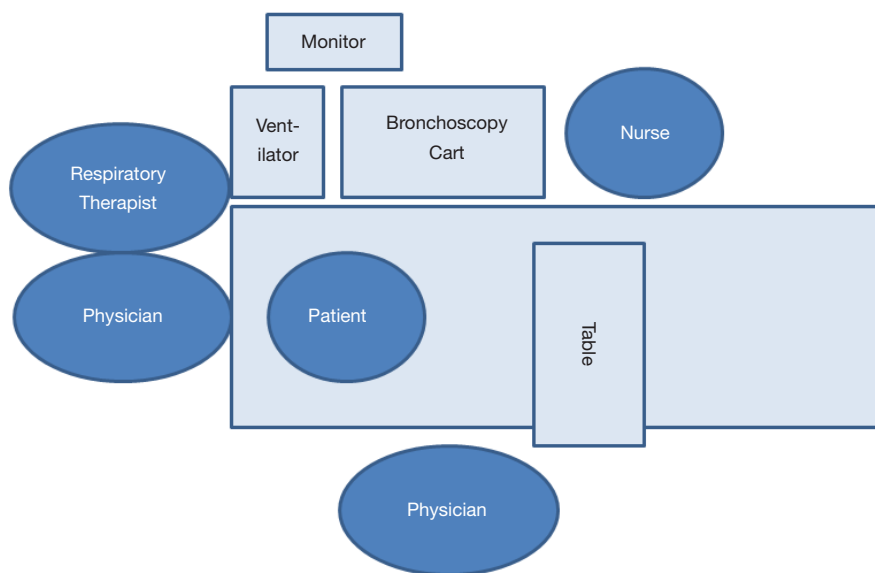 Monitor
Vent-
ilator
Bronchoscopy
Cart
Nurse
Respiratory
Therapist
Physician
Patient
Table
Physician